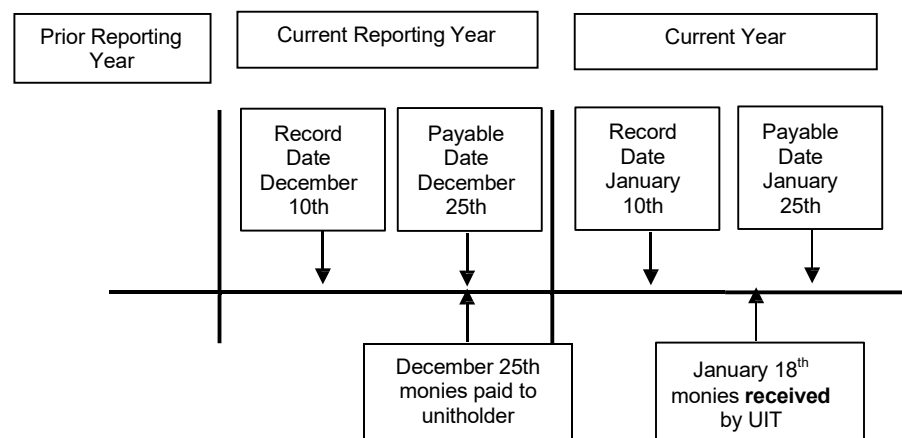 Prior Reporting
Year
Current Reporting Year
Current Year
Record
Date
December
10th
Payable
Date
December
25th
Record
Date
January
10th
Payable
Date
January
25th
December 25th
monies paid to
unitholder
January 18th
monies received
by UIT